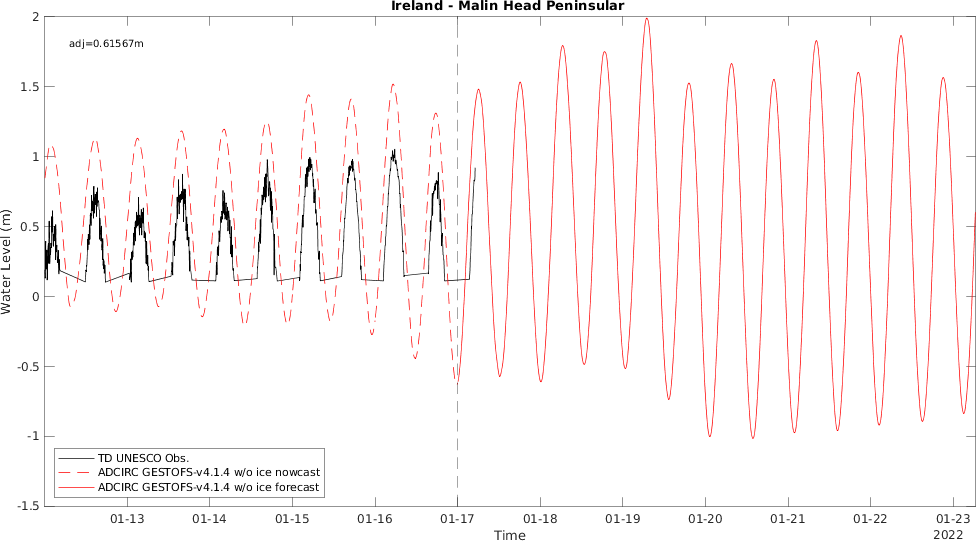 Ireland - Malin Head Peninsular
2
adj=0.61567m
1.5
1
0.5
0
-0.5
-1
-1.5
Water Level (m)
TD UNESCO Obs.
ADCIRC GESTOFS-v4.1.4 w/o ice nowcast
ADCIRC GESTOFS-v4.1.4 w/o ice forecast
01-13 01-14 01-15 01-16 01-17 01-18 01-19 01-20 01-21 01-22 01-23
Time
2022